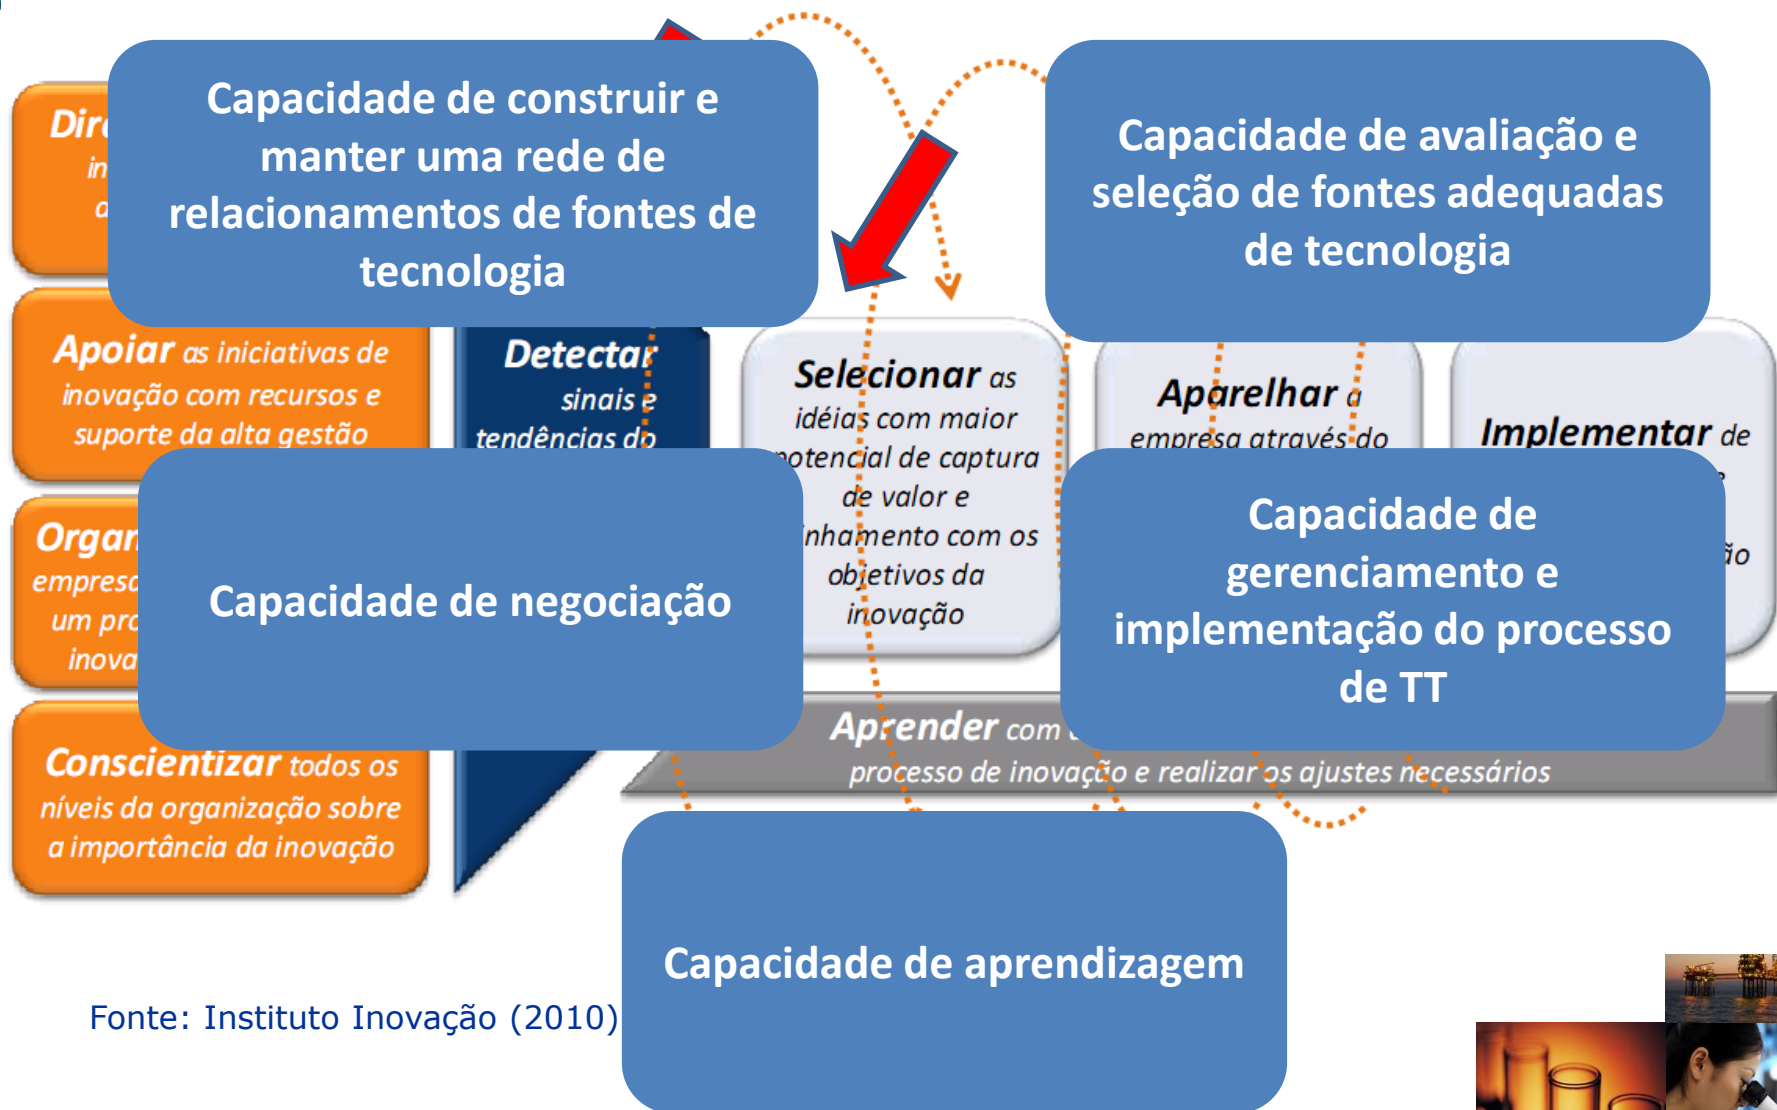 Capacidade de construir e
manter uma rede de
relacionamentos de fontes de
tecnologia
Capacidade de avaliação e
seleção de fontes adequadas
de tecnologia
Apoiar as iniciativas de
inovação com recursos e
suporte da alta gestão
Conscientizar todos os
níveis da organização sobre
a importância da inovação
Detectar
sinais e
tendências do
Selecionar as
idéias com maior
potencial de captura
de valor e
objetivos da
inovação
com os
Aparelhar a
empresa através do
Implementar de
Capacidade de negociação
Capacidade de
gerenciamento e
implementação do processo
de TT
Aprender com
processo de inovação e realizar os ajustes necessários
Capacidade de aprendizagem
Fonte: Instituto Inovação (2010)